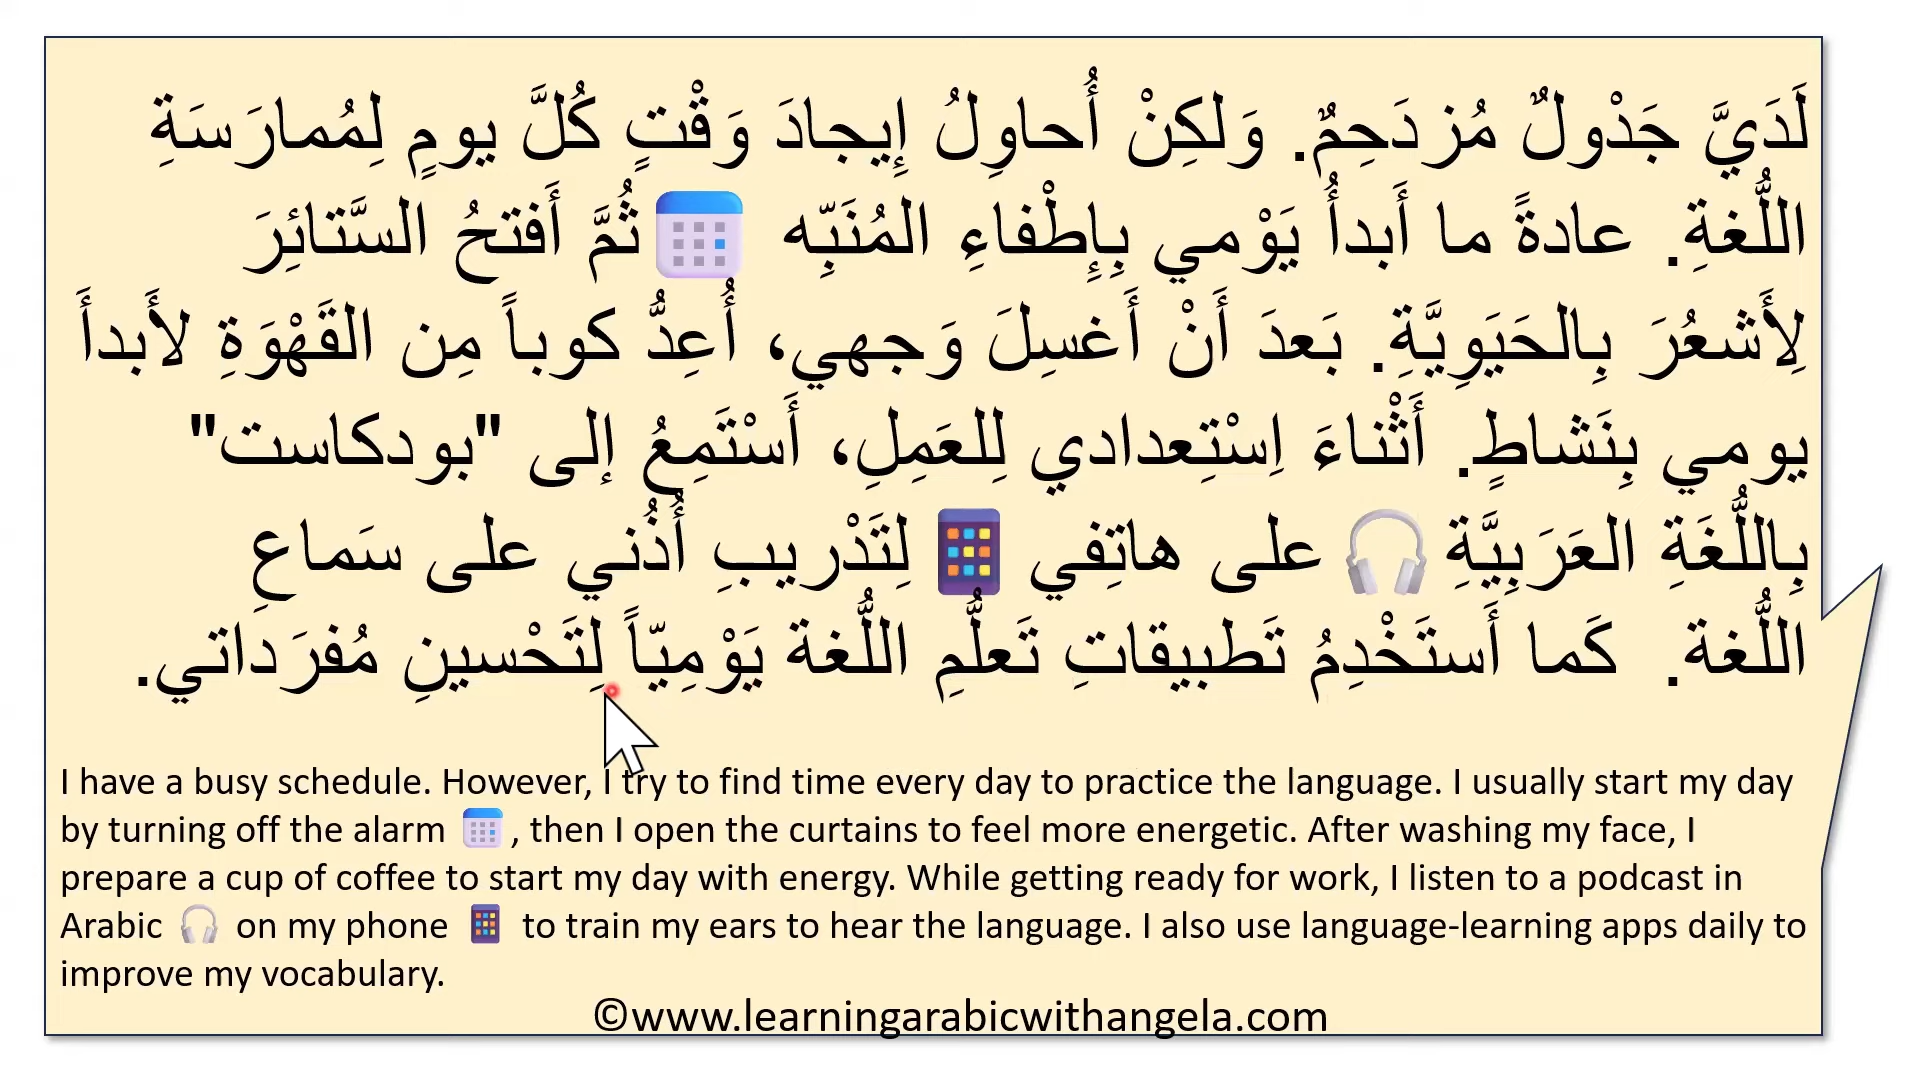 لَدَيَّ جَدْولٌ مُزدَحِمٌ. وَلكِنْ أُحاوِلُ إِيجادَ وَقْتٍ كُلَّ يومٍ لِمُمارَسَةِ
اللُّغةِ. عادةً ما أَبدأُ يَوْمي بِإِطْفاءِ المُنَبِّه ثُمَّ أَفتحُ السَّتائِرَ
لِأَشعُرَ بِالحَيَوِيَّةِ. بَعدَ أَنْ أَغسِلَ وَجهي، أُعِدُّ كوباً مِن القَهْوَةِ لأَبدأَ
يومي بِنَشاطٍ. أَثْناءَ اِسْتِعدادي لِلعَمِلِ، أَسْتَمِعُ إلى "بودكاست"
بِاللُّغَةِ العَرَبِيَّةِ على هاتِفي لِتَدْريبِ أُذُني على سَماعِ
اللُّغة. كَما أَستَخْدِمُ تَطبيقاتِ تَعلُّمِ اللُّغة يَوْمِيّاً لِتَحْسينِ مُفرَداتي.
I have a busy schedule. However, I try to find time every day to practice the language. I usually start my day
by turning off the alarm , then I open the curtains to feel more energetic. After washing my face, I
prepare a cup of coffee to start my day with energy. While getting ready for work, I listen to a podcast in
Arabic on my phone to train my ears to hear the language. I also use language-learning apps daily to
improve my vocabulary.
©www.learningarabicwithangela.com